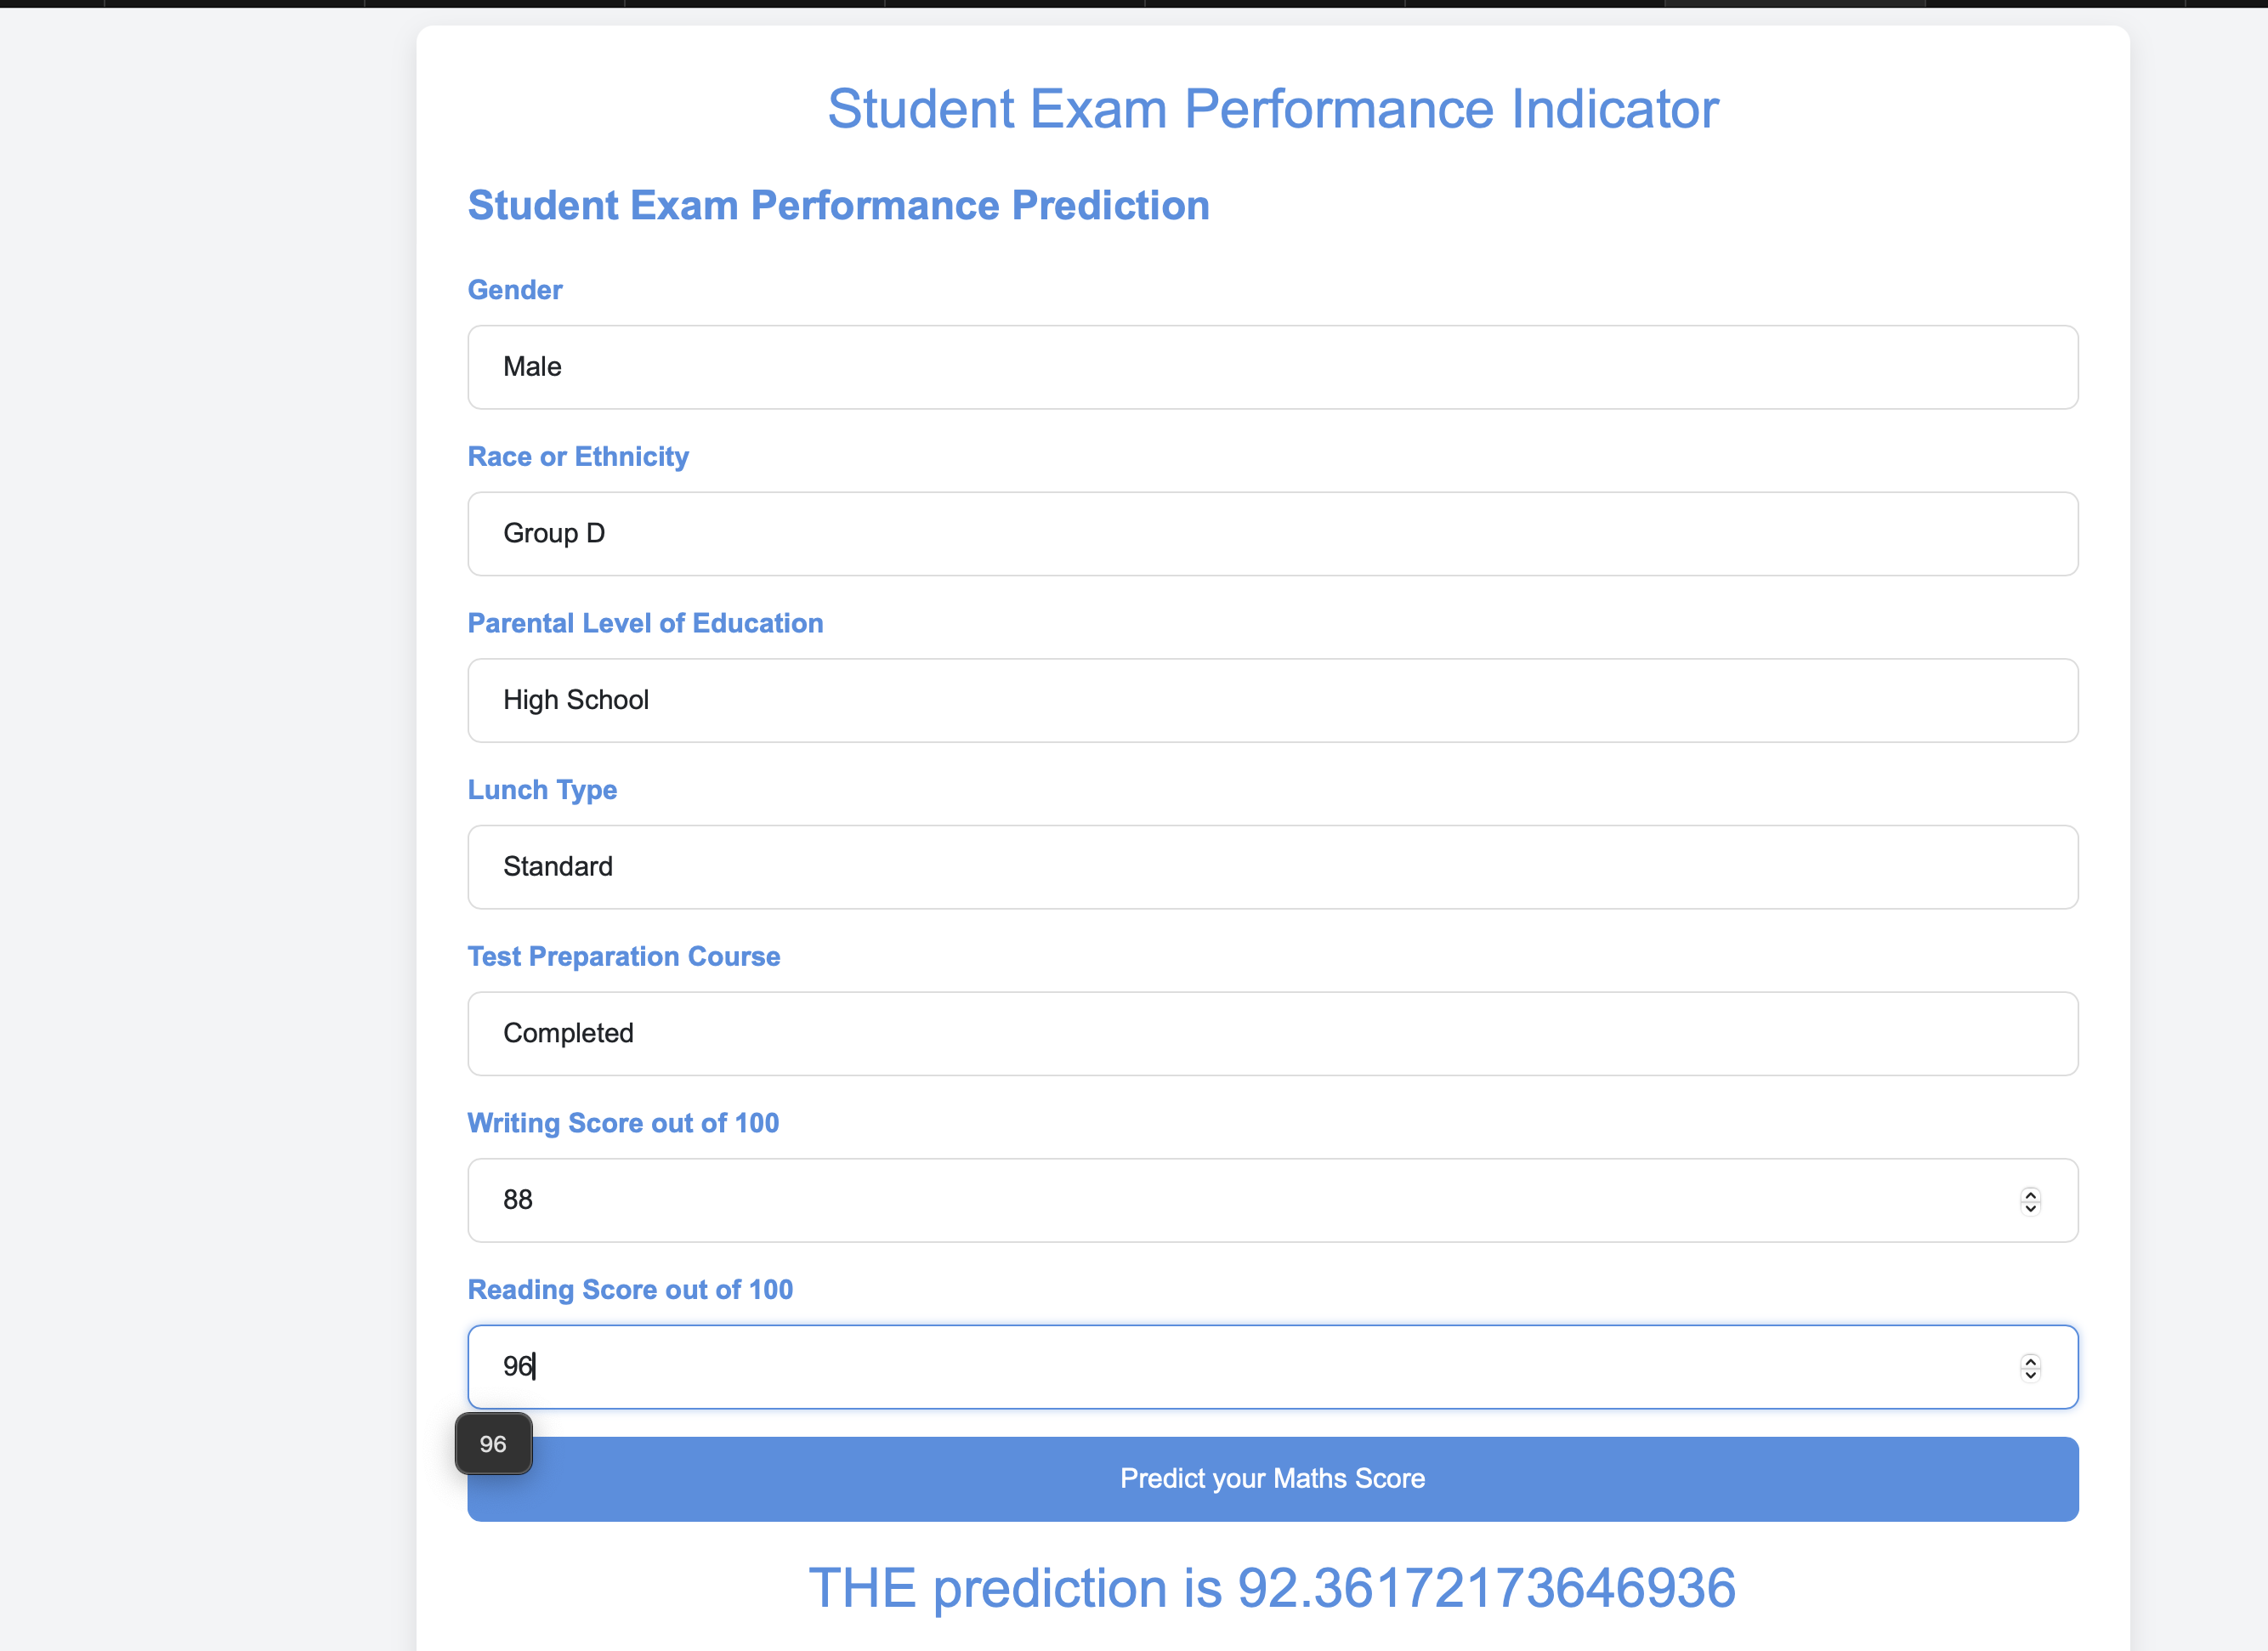 Student Exam Performance Indicator
Student Exam Performance Prediction
Gender
Male
Race or Ethnicity
Group D
Parental Level of Education
High School
Lunch Type
Standard
Test Preparation Course
Completed
Writing Score out of 100
88
Reading Score out of 100
96
96
Predict your Maths Score
THE prediction is 92.36172173646936